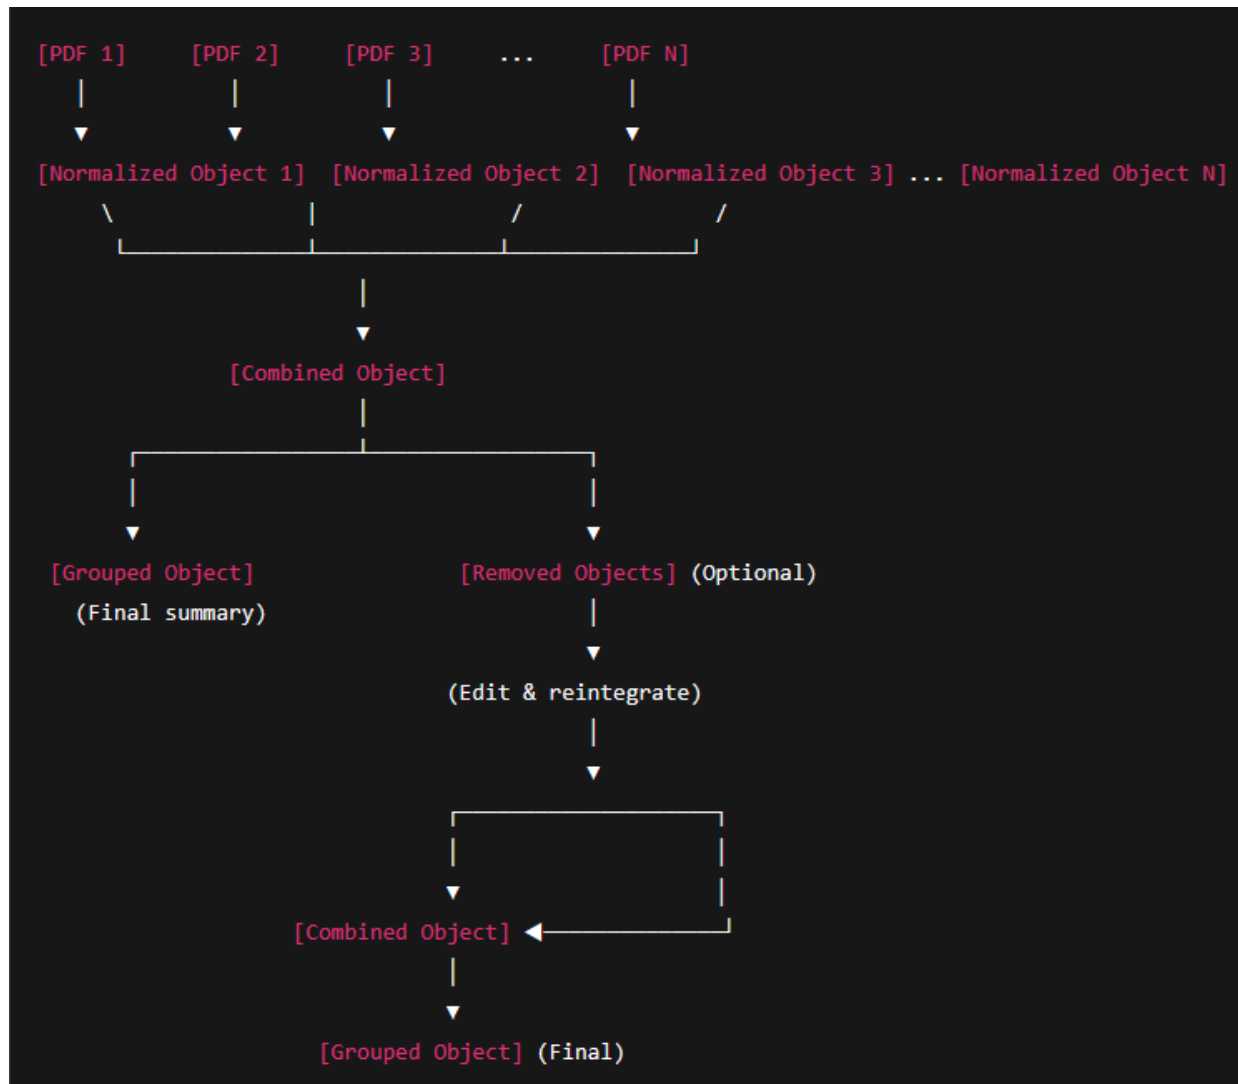 [PDF 1] [PDF 2] [PDF 3] ... [PDF N]
[Normalized Object 1] [Normalized Object 2] [Normalized Object 3] ... [Normalized Object N]
[Combined Object]
[Grouped Object] [Removed Objects] (Optional)
(Final summary)
(Edit & reintegrate)
[Combined Object]
[Grouped Object] (Final)